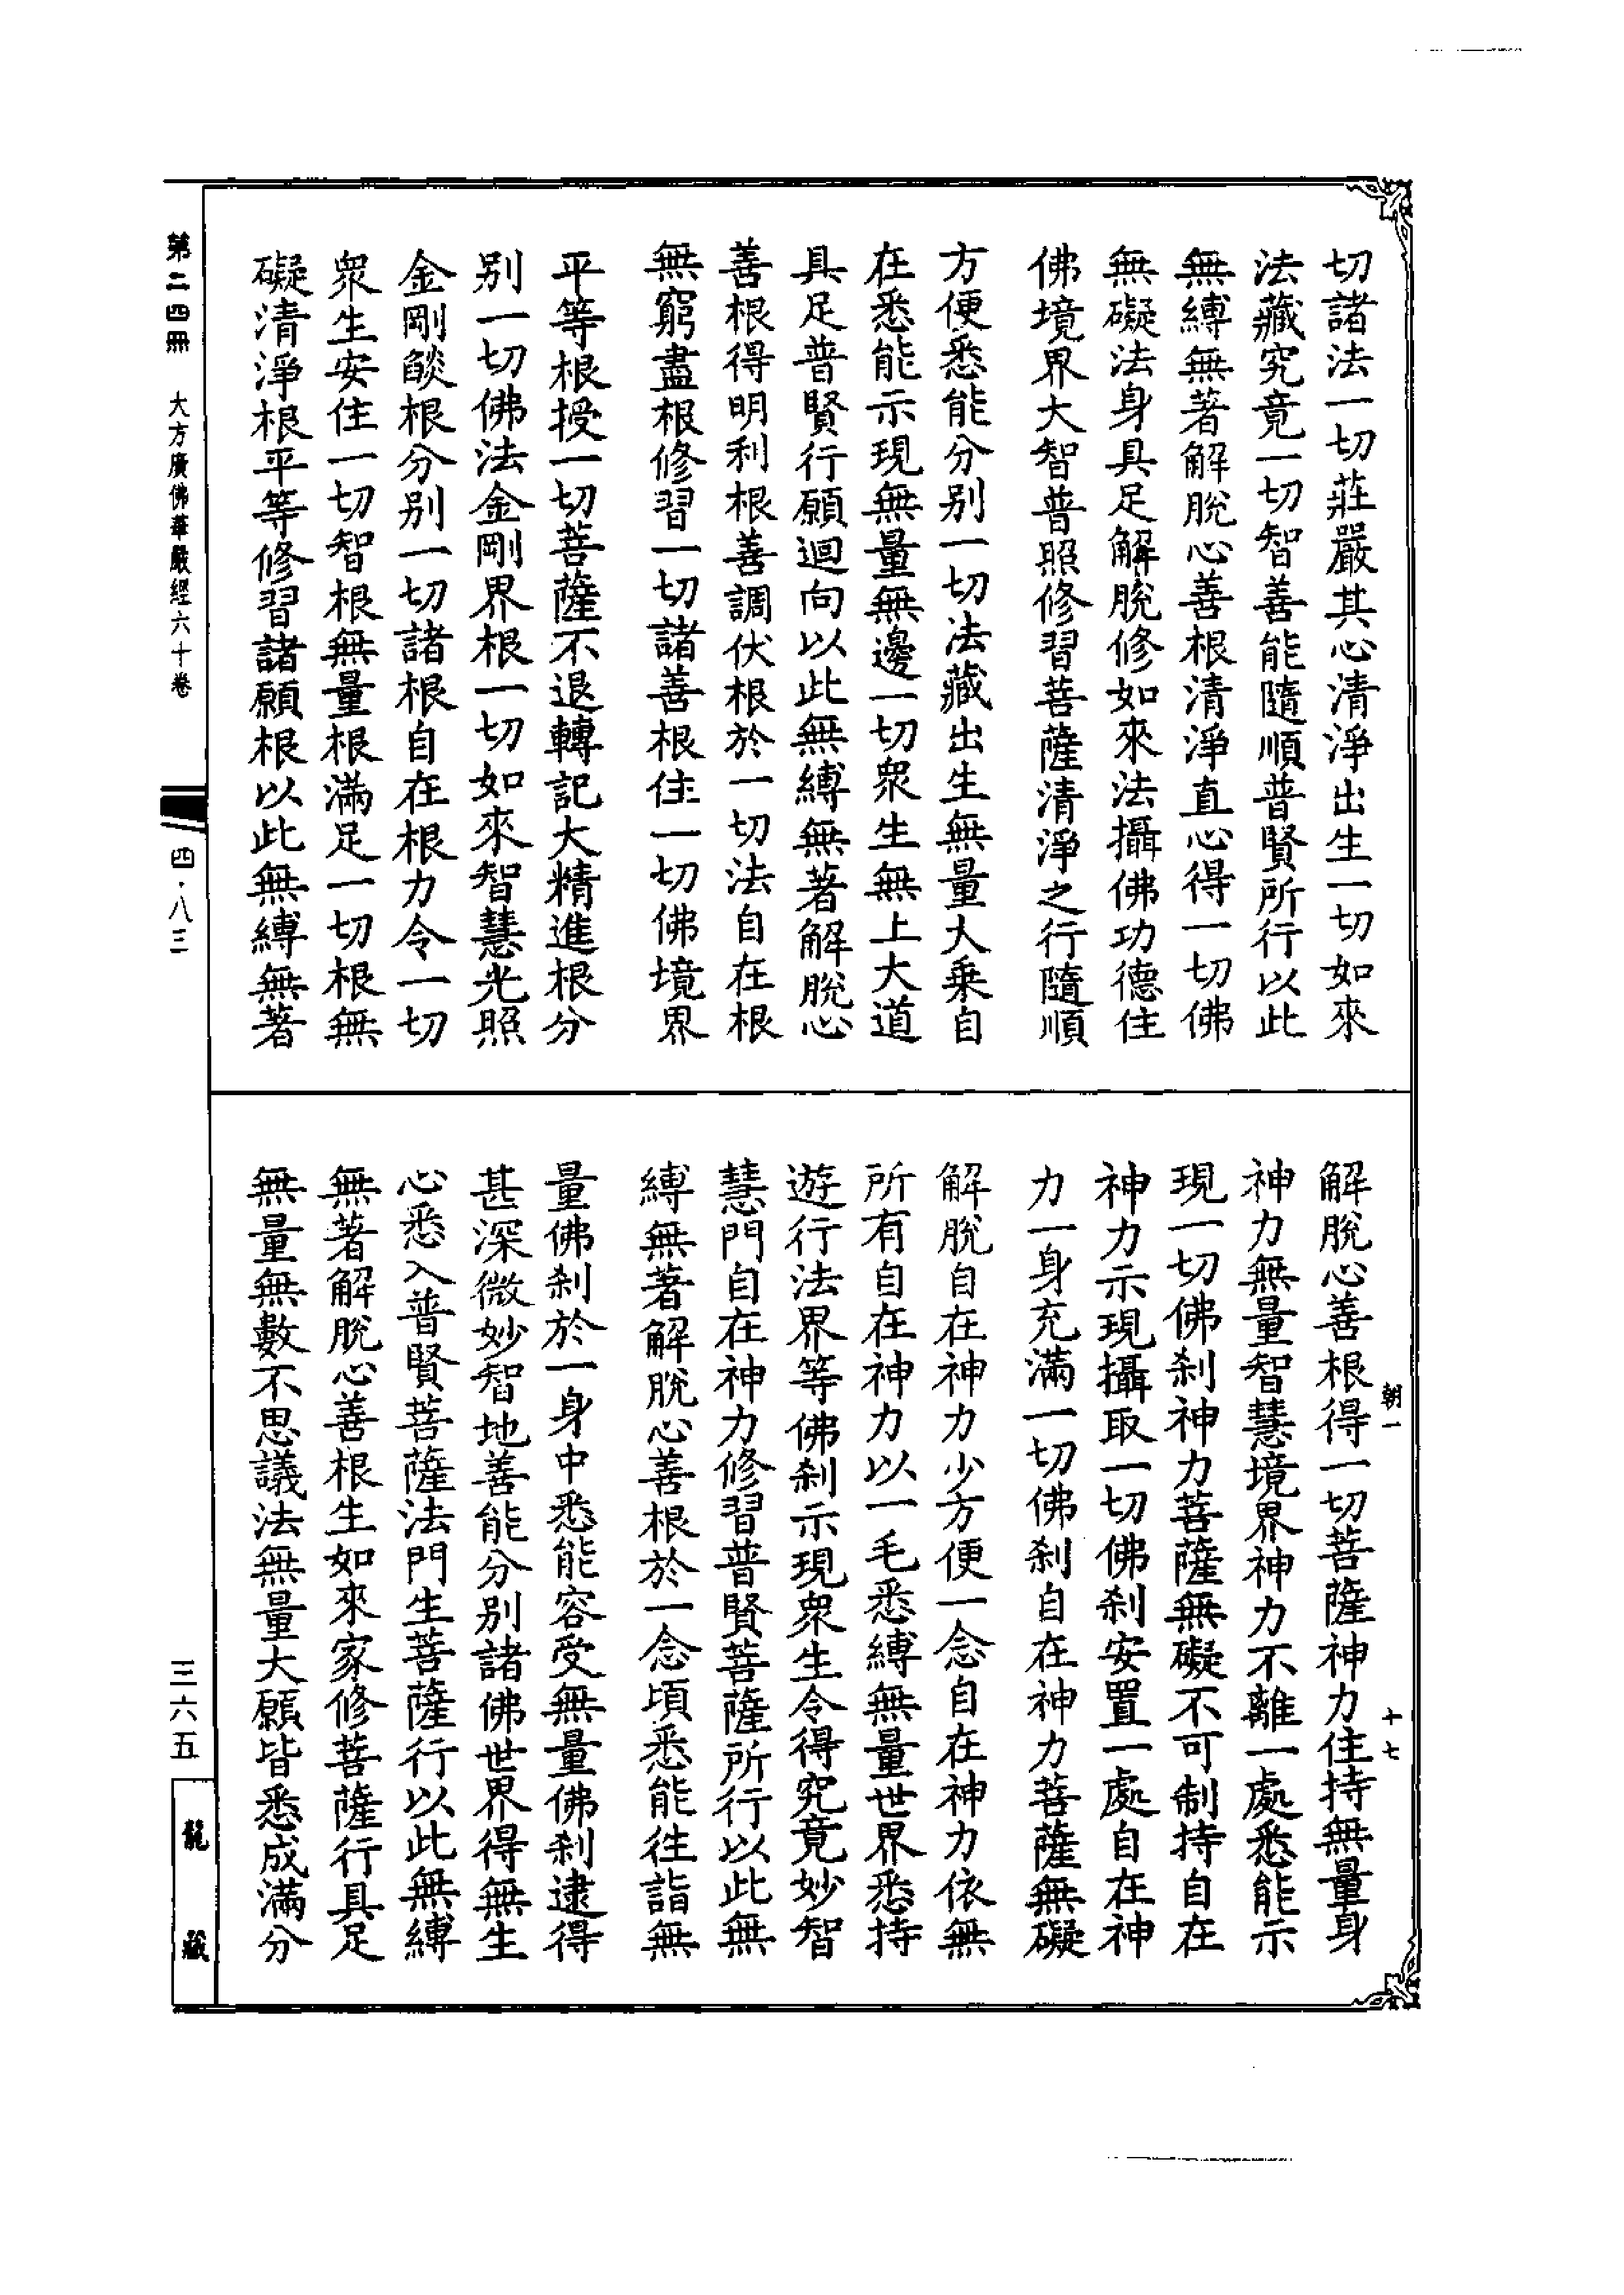 切諸法一切莊嚴其心清淨出生一切如來
法藏究竟一切智善能隨順普賢所行以此
無縛無著解脫心善根清淨直心得一切佛
無礙法身具足解脫修如來法攝佛功德住
佛境界大智普照修習菩薩清淨之行隨順
方便悉能分別一切法藏出生無量大乘自
在悉能示現無量無邊一切眾生無上大道
具足普賢行願迴向以此無縛無著解脫心
善根得明利根善調伏根於一切法自在根
無窮盡根修習一切諸善根住一切佛境界
平等根授一切菩薩不退轉記大精進根分
別一切佛法金剛界根一切如來智慧光照
金剛燄根分別一切諸根自在根力令一切
眾生安住一切智根無量根滿足一切根無
礙清淨根平等修習諸願根以此無縛無著
解脫心善根得一切菩薩神力住持無量身
神力無量智慧境界神力不離一處悉能示
現一切佛剎神力菩薩無礙不可制持自在
神力示現攝取一切佛剎安置一處自在神
力一身充滿一切佛剎自在神力菩薩無礙
解脫自在神力少方便一念自在神力依無
所有自在神力以一毛悉縛無量世界悉持
遊行法界等佛剎示現眾生令得究竟妙智
慧門自在神力修習普賢菩薩所行以此無
縛無著解脫心善根於一念頃悉能往詣無
量佛剎於一身中悉能容受無量佛剎逮得
甚深微妙智地善能分別諸佛世界得無生
心悉入普賢菩薩法門生菩薩行以此無縛
無著解脫心善根生如來家修菩薩行具足
無量無數不思議法無量大願皆悉成滿分
朝一
十七
第二四冊 大方廣佛華嚴經六十卷
四·八三
三六五
龍藏